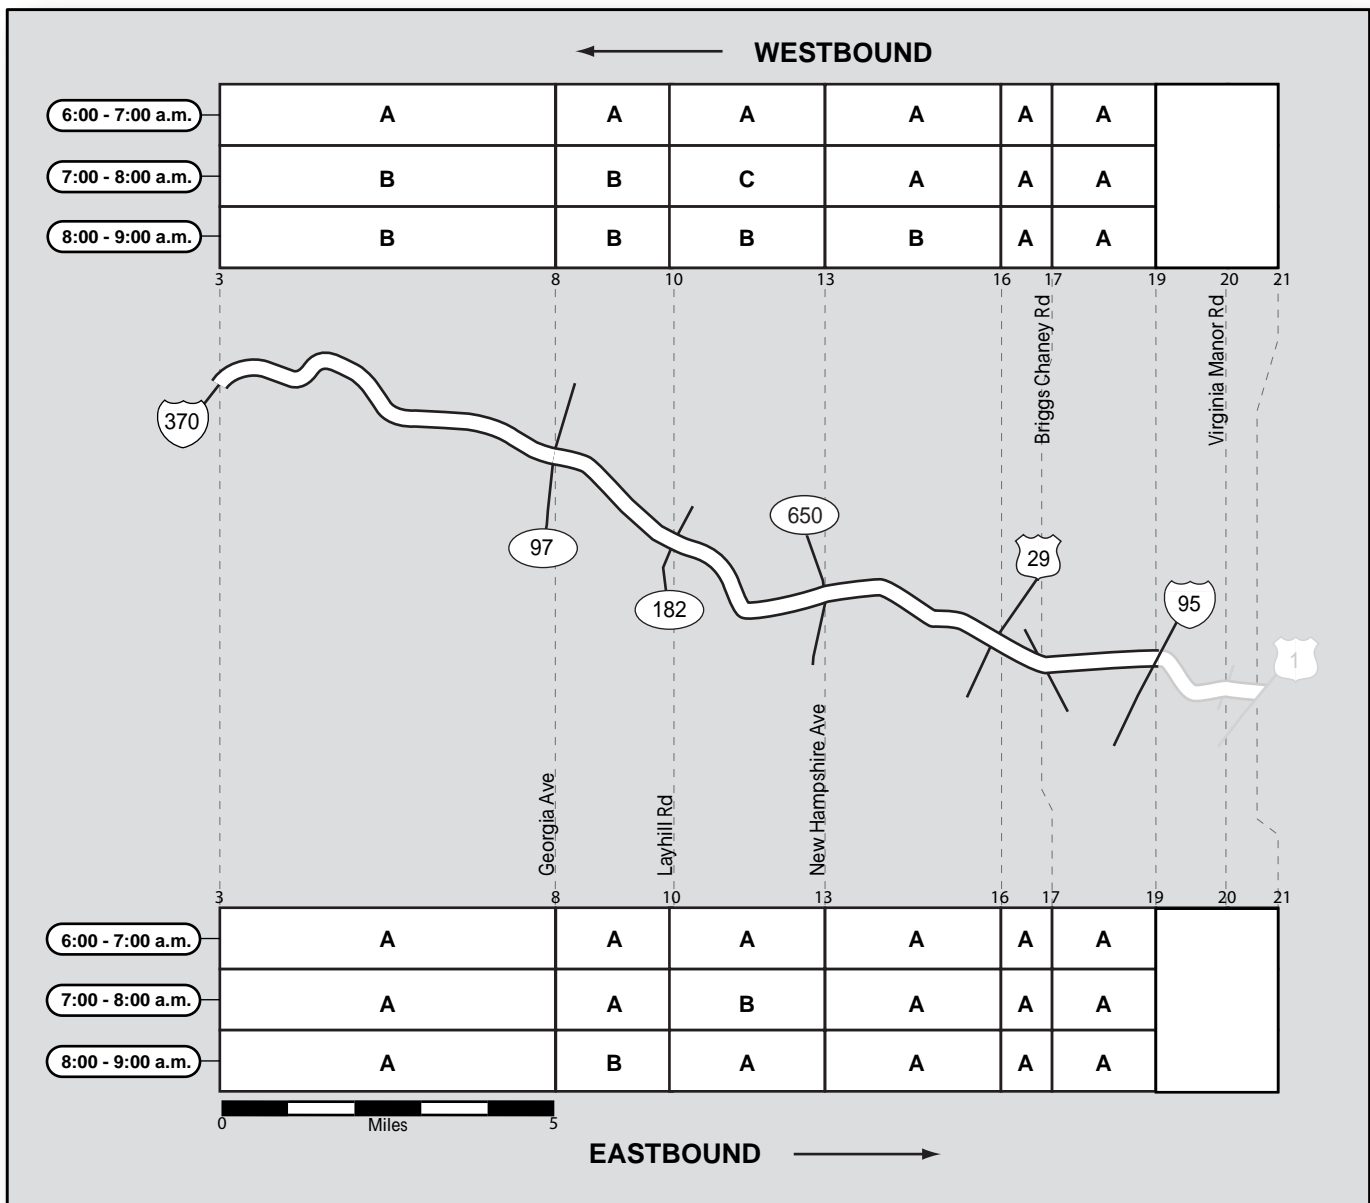 WESTBOUND
6:00 - 7:00 a.m. A A A A A A
7:00 - 8:00 a.m. B B C A A A
8:00 - 9:00 a.m. B B B B A A
3 8 10 13 16 17 19 20 21
Briggs Chaney Rd
Virginia Manor Rd
370
650
97
29
182
95
1
Georgia Ave
Layhill Rd
New Hampshire Ave
3 8 10 13 16 17 19 20 21
6:00 - 7:00 a.m. A A A A A A
7:00 - 8:00 a.m. A A B A A A
8:00 - 9:00 a.m. A B A A A A
0 Miles 5
EASTBOUND